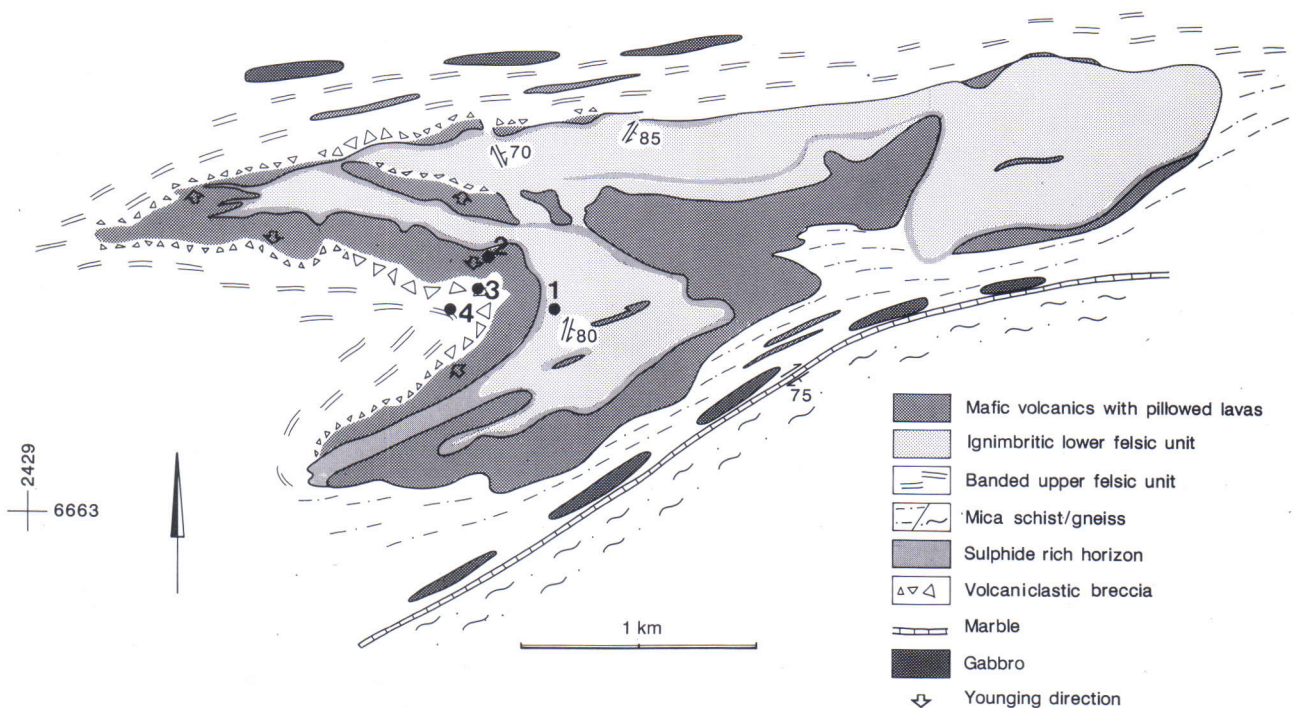 70
85
2
3
1
4
80
75
2429
6663
1 km
Mafic volcanics with pillowed lavas
Ignimbritic lower felsic unit
Banded upper felsic unit
Mica schist/gneiss
Sulphide rich horizon
Volcaniclastic breccia
Marble
Gabbro
Younging direction